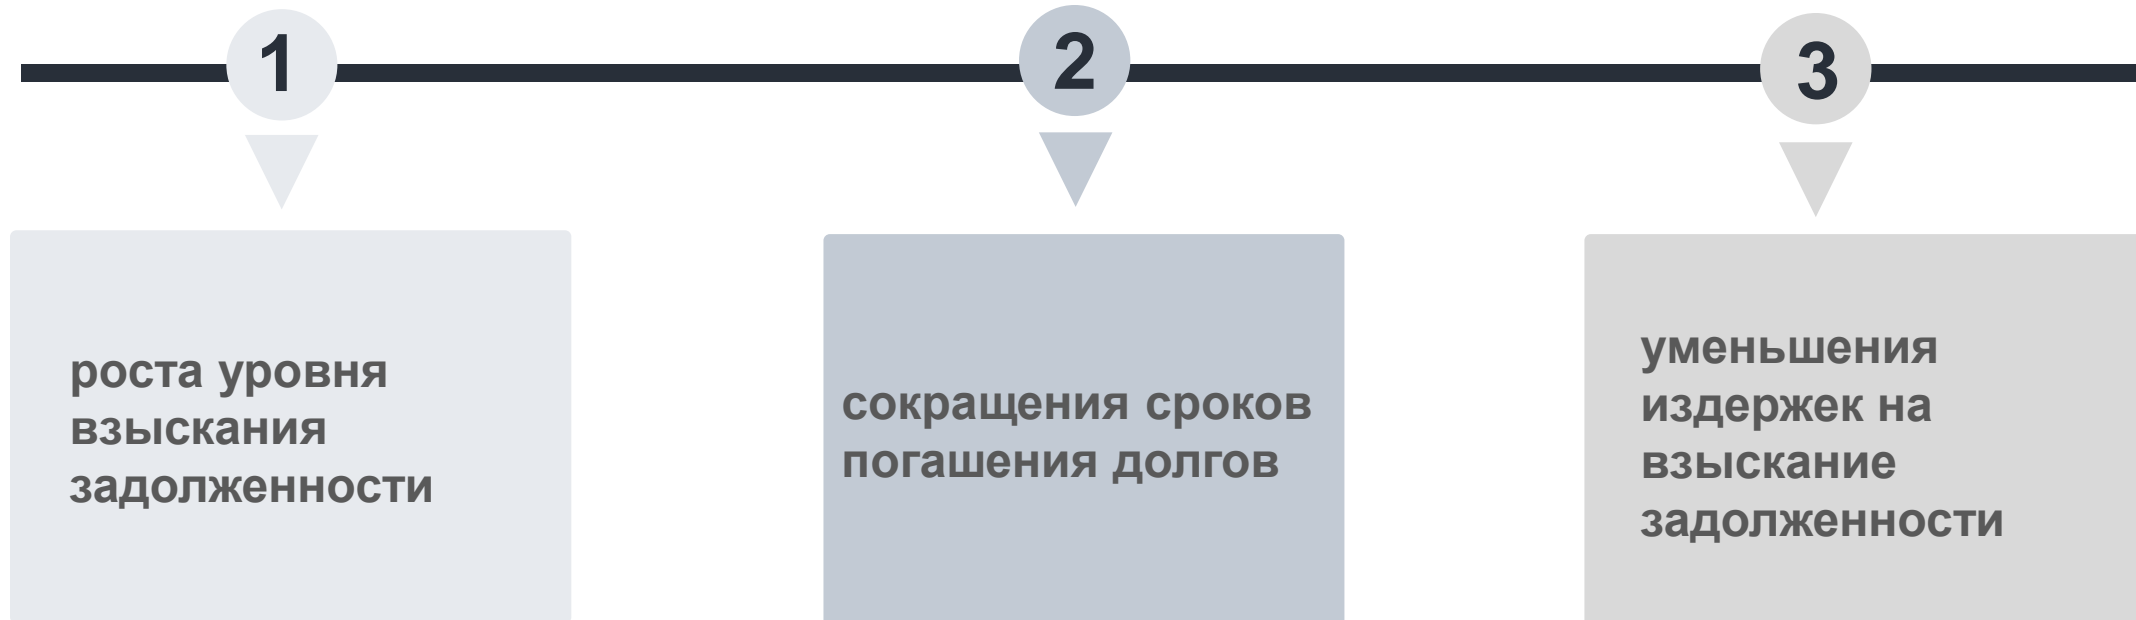 1
роста уровня
взыскания
задолженности
2
сокращения сроков
погашения долгов
3
уменьшения
издержек на
взыскание
задолженности